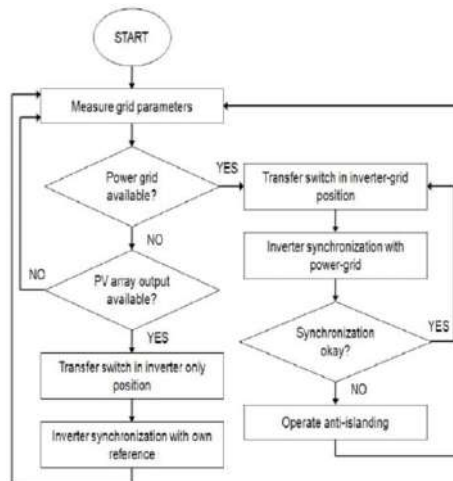 START
Measure grid parameters
Power grid
available?
YES
Transfer switch in inverter-grid
position
NO
Inverter synchronization with
power-grid
NO
PV array output
available?
YES
Synchronization
okay?
YES
Transfer switch in inverter only
position
NO
Operate anti-islanding
Inverter synchronization with own
reference